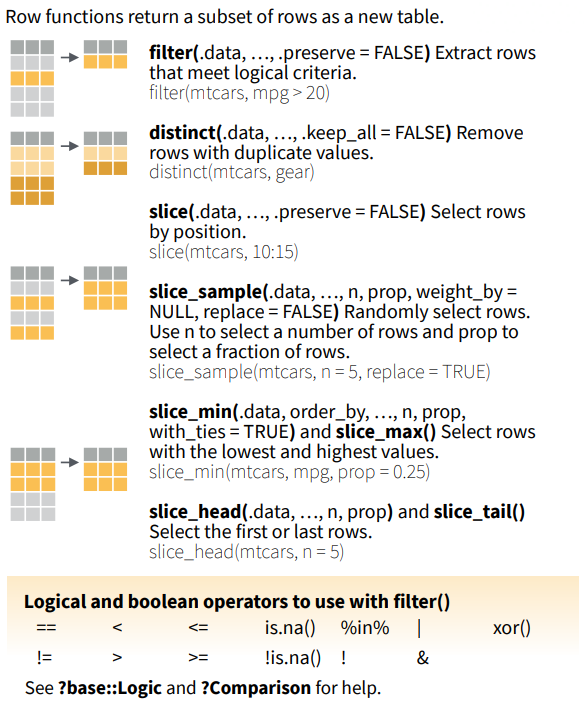 Row functions return a subset of rows as a new table.
filter(.data, …, .preserve = FALSE) Extract rows
that meet logical criteria.
filter(mtcars, mpg > 20)
distinct(.data, …, .keep_all = FALSE) Remove
rows with duplicate values.
distinct(mtcars, gear)
slice(.data, …, .preserve = FALSE) Select rows
by position.
slice(mtcars, 10:15)
slice_sample(.data, …, n, prop, weight_by =
NULL, replace = FALSE) Randomly select rows.
Use n to select a number of rows and prop to
select a fraction of rows.
slice_sample(mtcars, n = 5, replace = TRUE)
slice_min(.data, order_by, …, n, prop,
with_ties = TRUE) and slice_max() Select rows
with the lowest and highest values.
slice_min(mtcars, mpg, prop = 0.25)
slice_head(.data, …, n, prop) and slice_tail()
Select the first or last rows.
slice_head(mtcars, n = 5)
Logical and boolean operators to use with filter()
== < <= is.na() %in% | xor()
!= > >= !is.na() ! &
See ?base::Logic and ?Comparison for help.